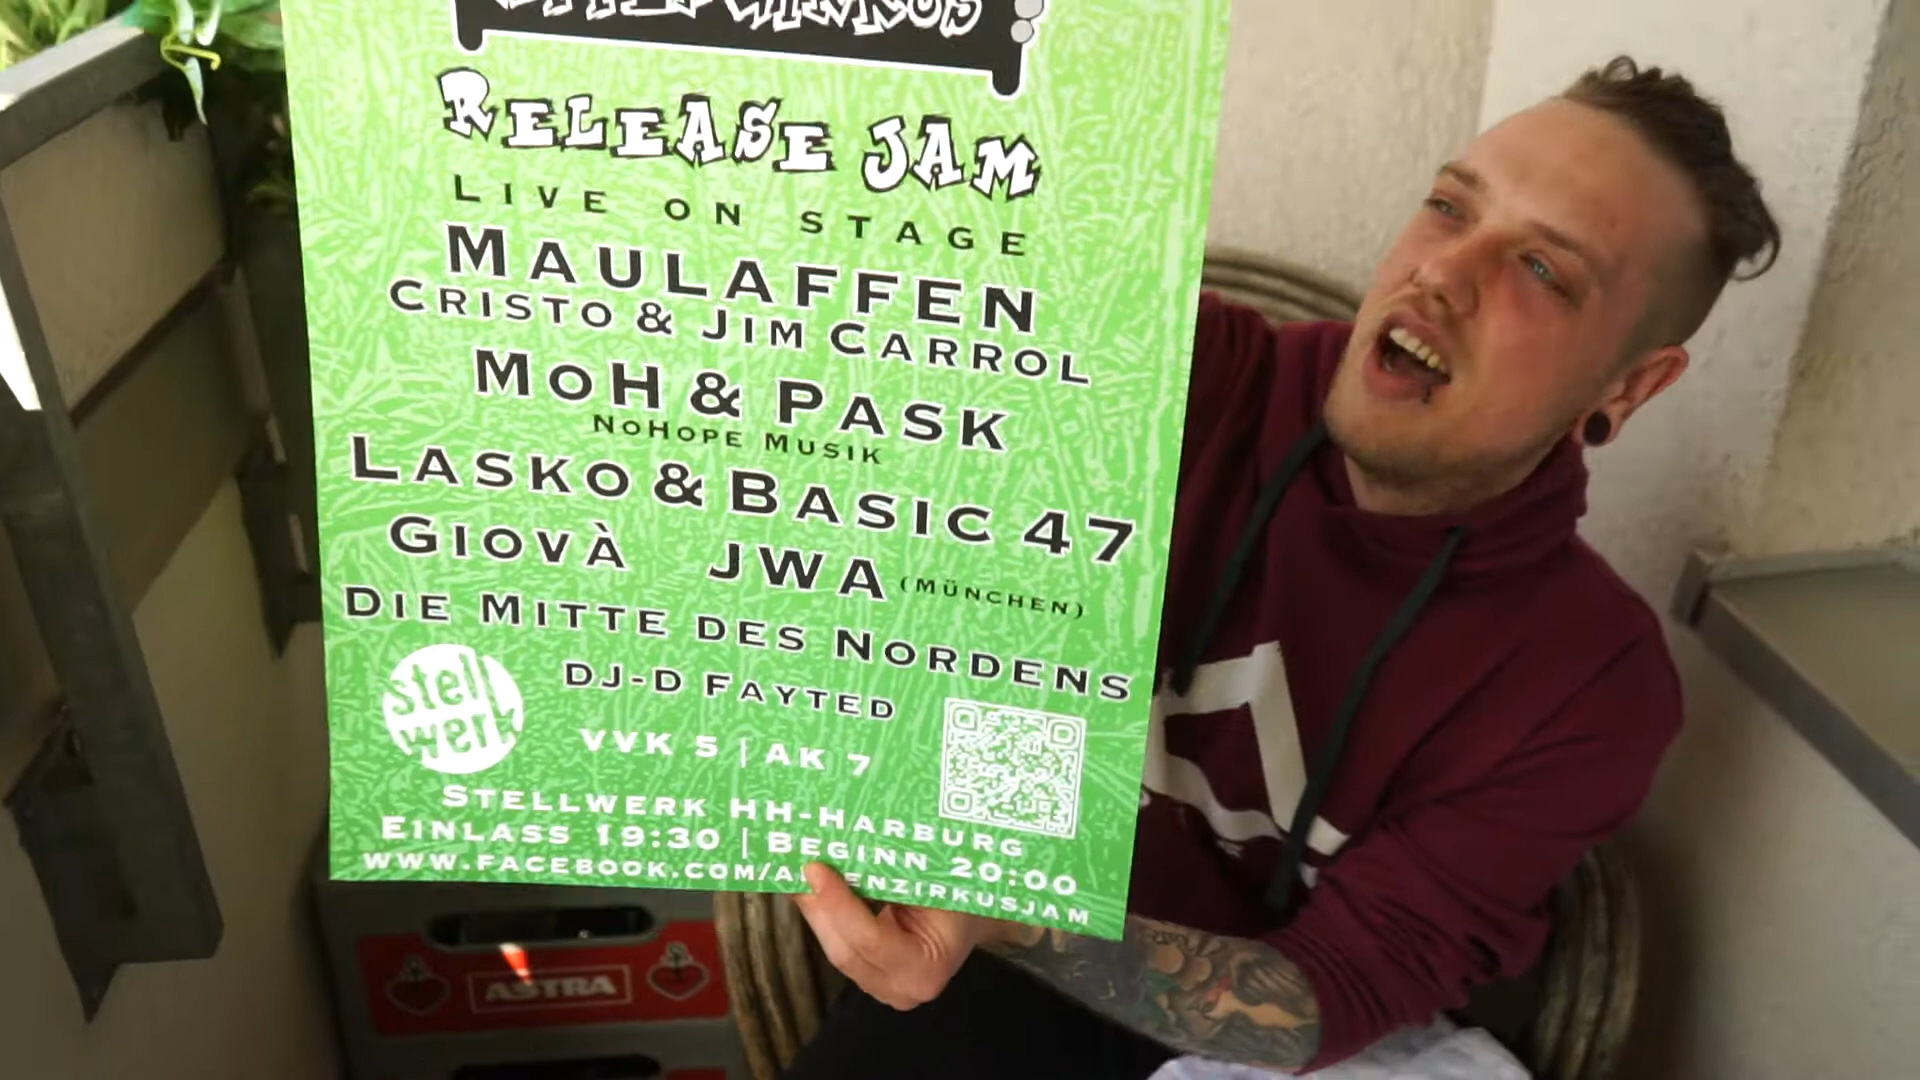 RELEASE JAM
LIVE ON STAGE
MAULAFFEN
CRISTO & JIM CARROL
MOH & PASK
NOHOPE MUSIK
LASKO & BASIC 47
GIOVÀ JWA (MÜNCHEN)
DIE MITTE DES NORDENS
DJ-D FAYTED
stell
werk
VVK 5 | AK 7
STELLWERK HH-HARBURG
EINLASS 19:30 | BEGINN 20:00
ASTRA